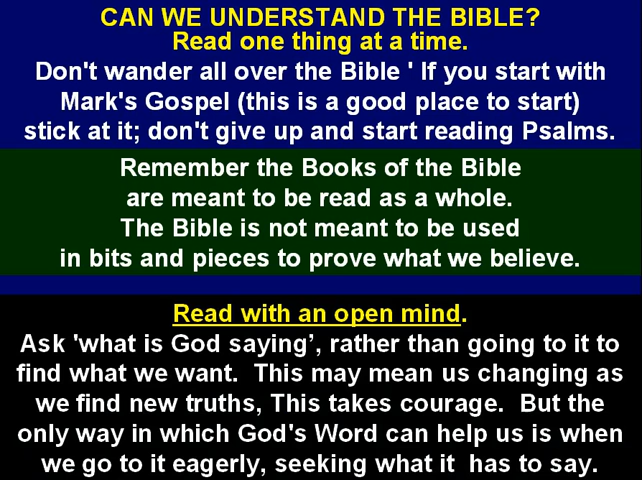 CAN WE UNDERSTAND THE BIBLE?
Read one thing at a time.
Don't wander all over the Bible ' If you start with
Mark's Gospel (this is a good place to start)
stick at it; don't give up and start reading Psalms.
Remember the Books of the Bible
are meant to be read as a whole.
The Bible is not meant to be used
in bits and pieces to prove what we believe.
Read with an open mind.
Ask 'what is God saying’, rather than going to it to
find what we want.  This may mean us changing as
we find new truths, This takes courage.  But the
only way in which God's Word can help us is when
we go to it eagerly, seeking what it  has to say.